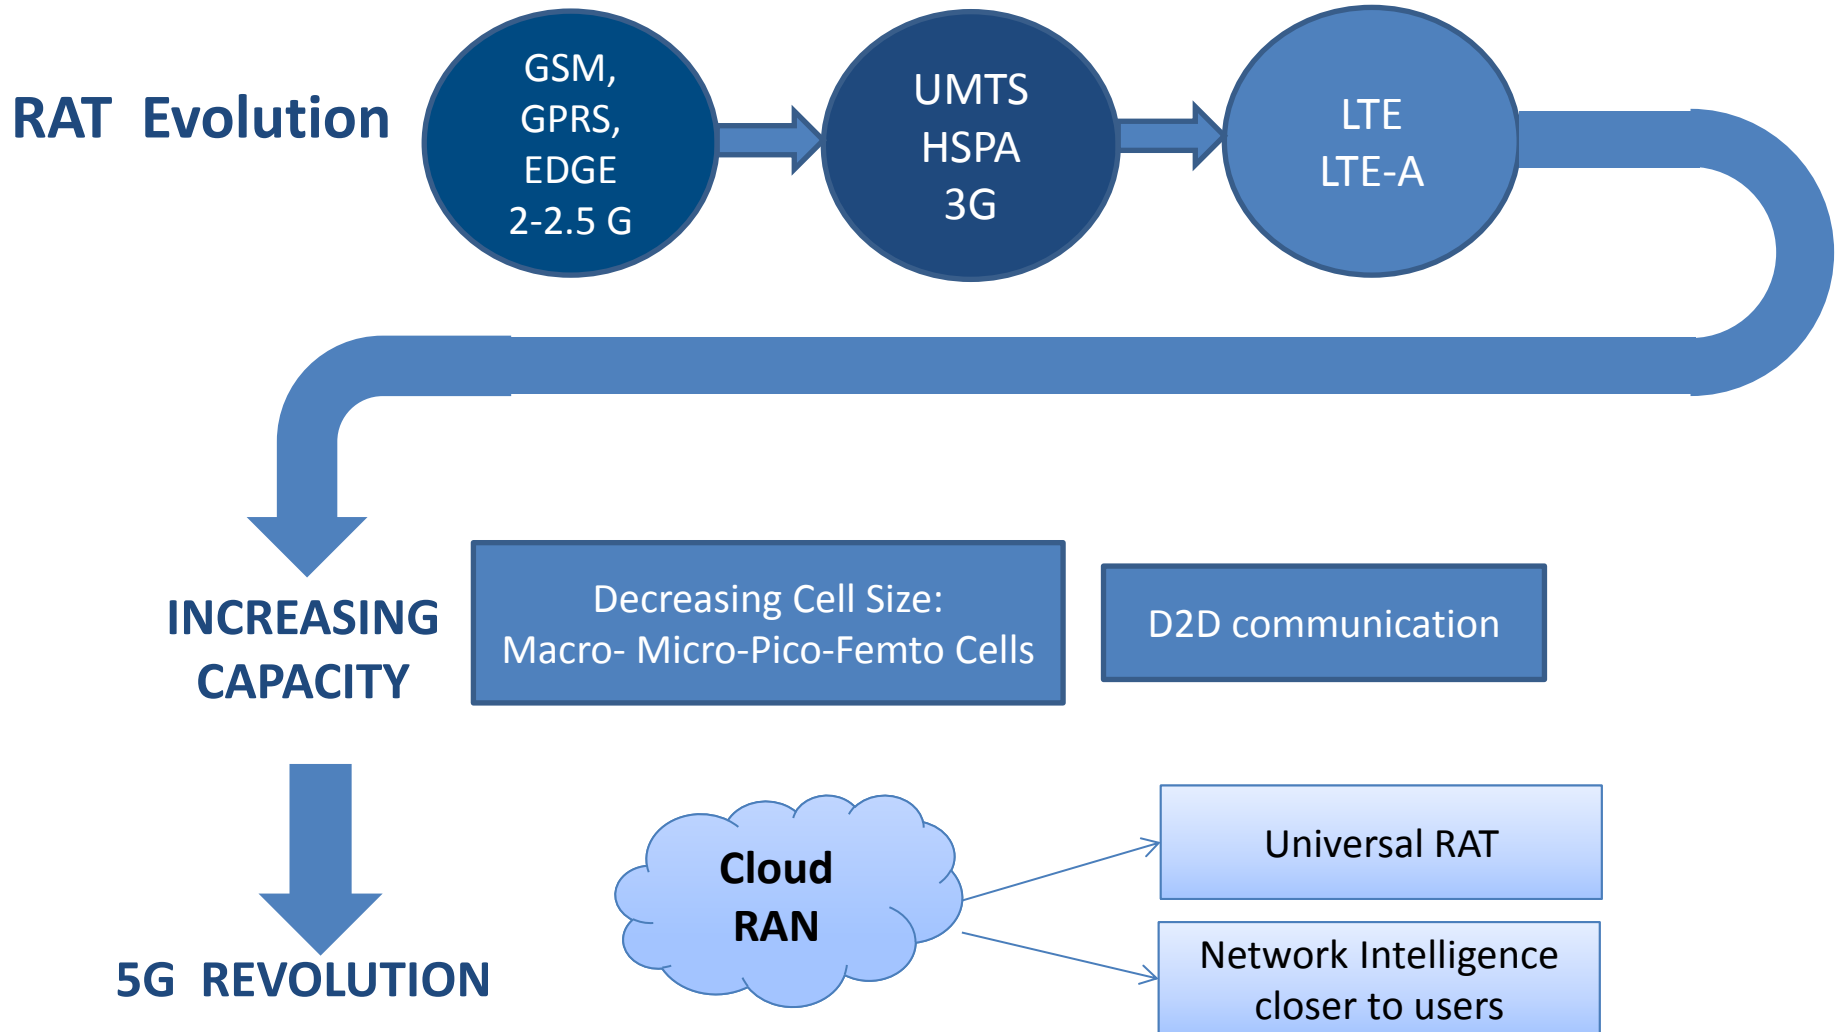 RAT Evolution
GSM,
GPRS,
EDGE
2-2.5 G
UMTS
HSPA
3G
LTE
LTE-A
INCREASING
CAPACITY
Decreasing Cell Size:
Macro- Micro-Pico-Femto Cells
D2D communication
Cloud
RAN
Universal RAT
Network Intelligence
closer to users
5G REVOLUTION